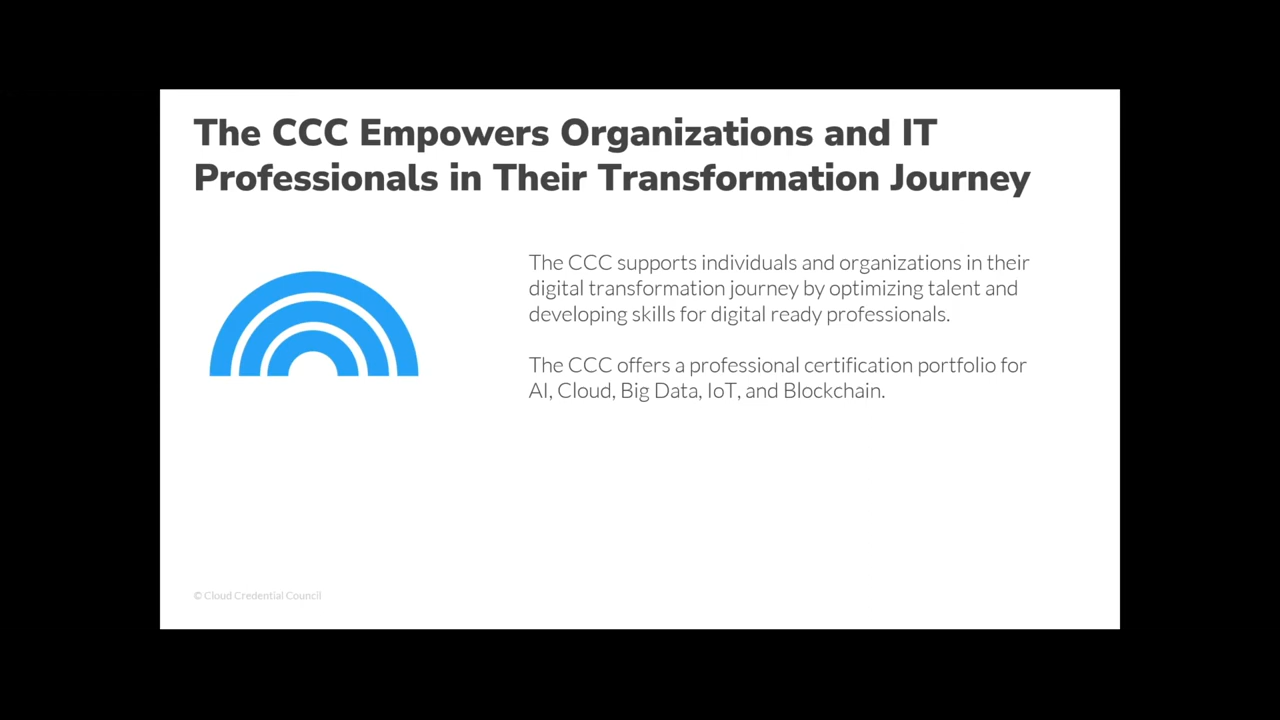 The CCC Empowers Organizations and IT
Professionals in Their Transformation Journey
The CCC supports individuals and organizations in their
digital transformation journey by optimizing talent and
developing skills for digital ready professionals.
The CCC offers a professional certification portfolio for
AI, Cloud, Big Data, IoT, and Blockchain.
© Cloud Credential Council